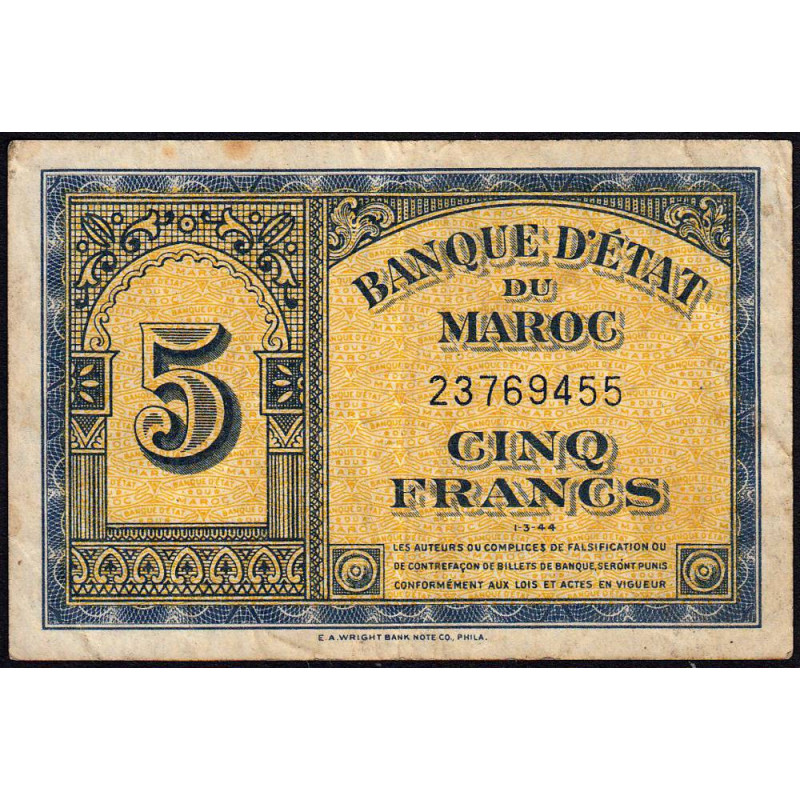 BANQUE D'ÉTAT
DU
MAROC
5
23769455
CINQ
FRANCS
1-3-44
LES AUTEURS OU COMPLICES DE FALSIFICATION OU
DE CONTREFAÇON DE BILLETS DE BANQUE, SERONT PUNIS
CONFORMÉMENT AUX LOIS ET ACTES EN VIGUEUR
E. A. WRIGHT BANK NOTE CO., PHILA.